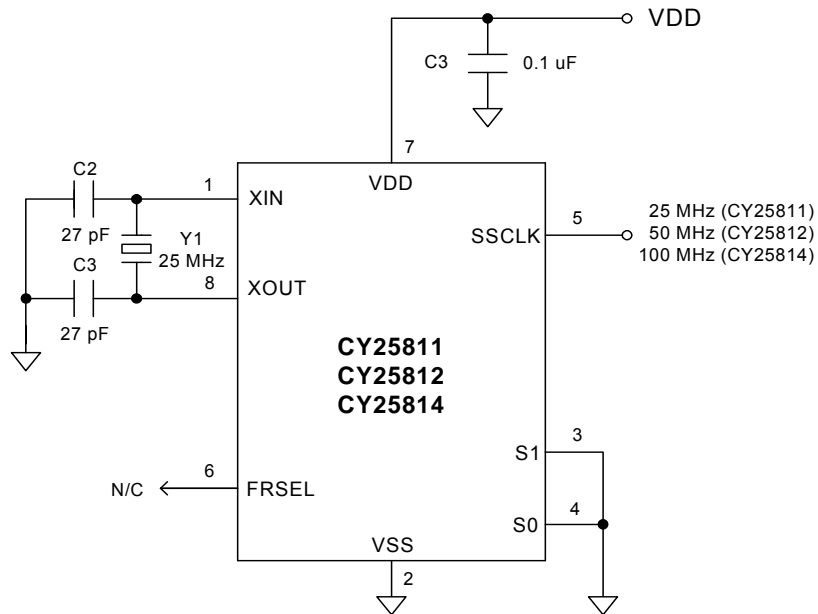 VDD
C3
0.1 uF
7
VDD
C2
27 pF
1
XIN
Y1
25 MHz
C3
27 pF
8
XOUT
5
SSCLK
25 MHz (CY25811)
50 MHz (CY25812)
100 MHz (CY25814)
CY25811
CY25812
CY25814
3
S1
N/C
6
FRSEL
4
S0
VSS
2